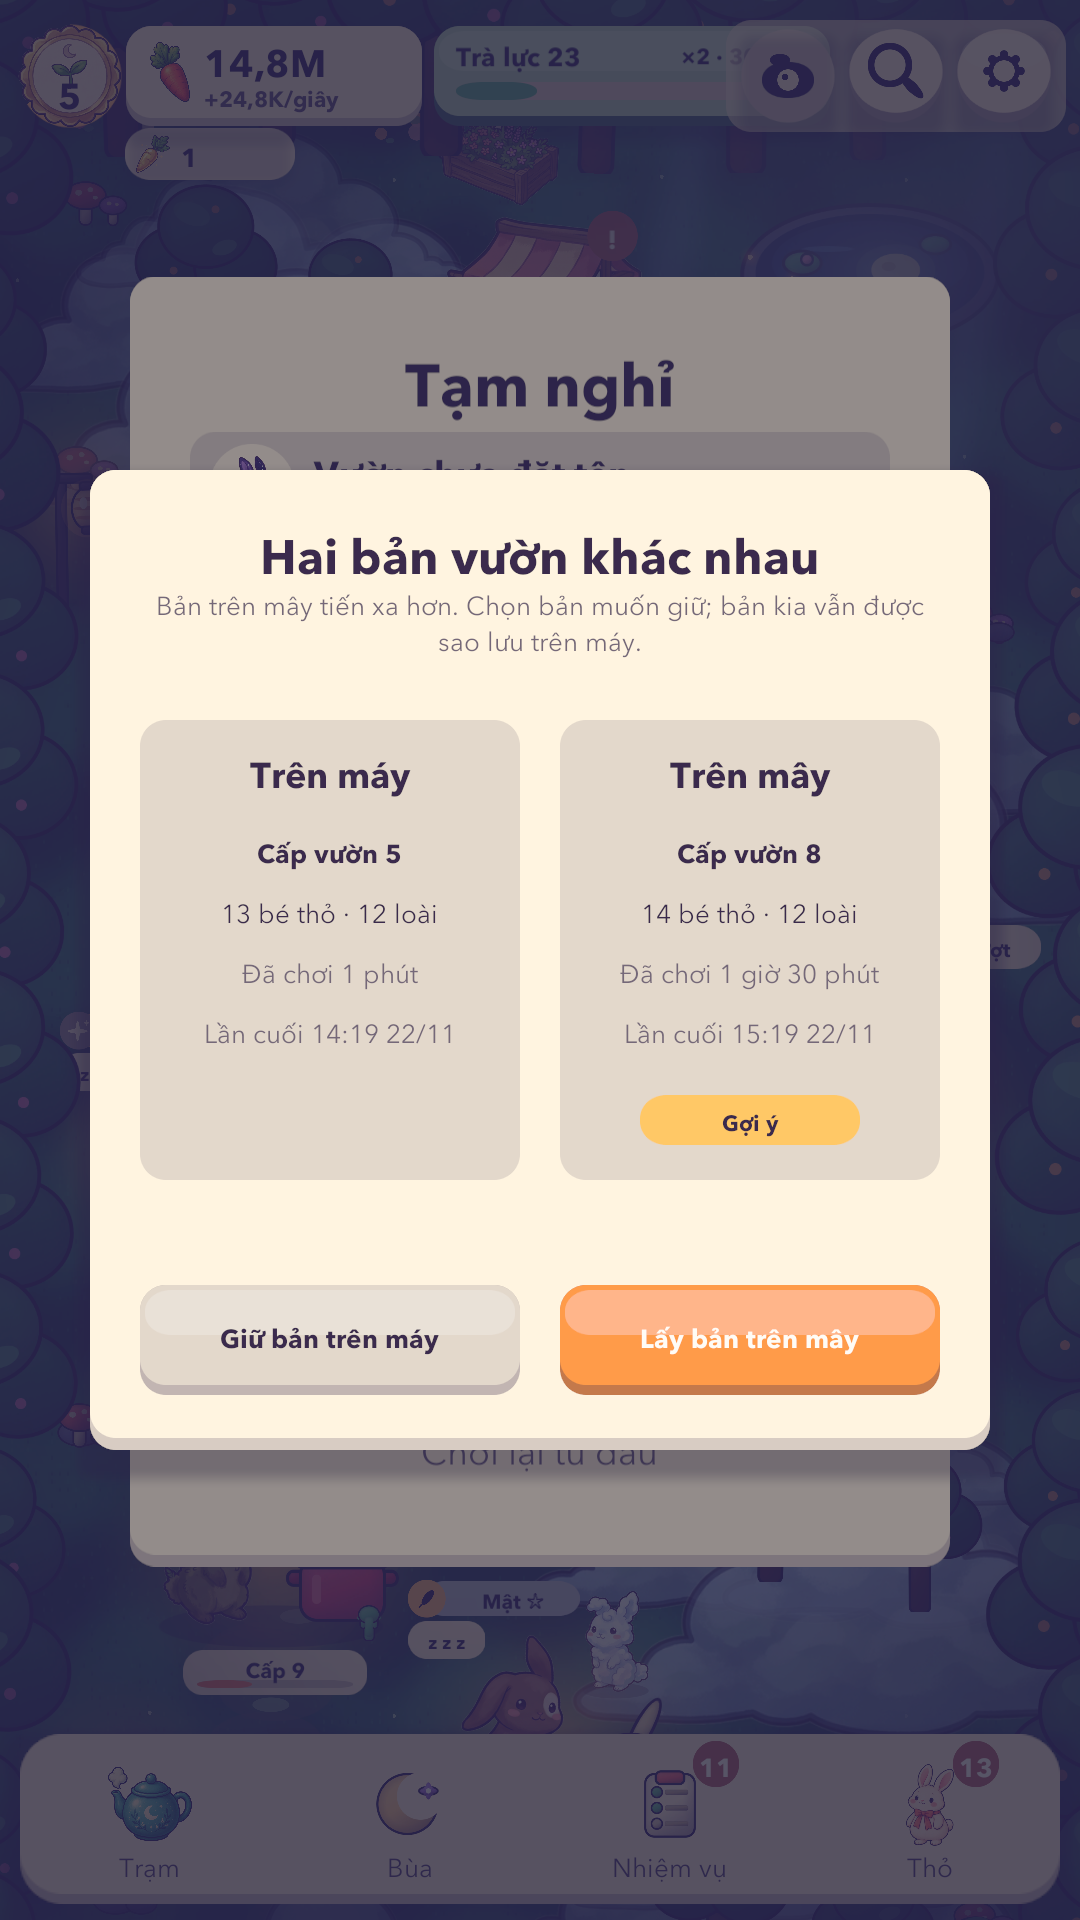 5
14,8M
+24,8K/giây
Trà lực 23
×2 ·
1
!
Tạm nghỉ
Vườn chưa đặt tên
Hai bản vườn khác nhau
Bản trên mây tiến xa hơn. Chọn bản muốn giữ; bản kia vẫn được
sao lưu trên máy.
Trên máy
Cấp vườn 5
13 bé thỏ · 12 loài
Đã chơi 1 phút
Lần cuối 14:19 22/11
Trên mây
Cấp vườn 8
14 bé thỏ · 12 loài
Đã chơi 1 giờ 30 phút
Lần cuối 15:19 22/11
Gợi ý
Giữ bản trên máy
Lấy bản trên mây
Chơi lại từ đầu
Mật ☆
z z z
Cấp 9
11
13
Trạm
Bùa
Nhiệm vụ
Thỏ